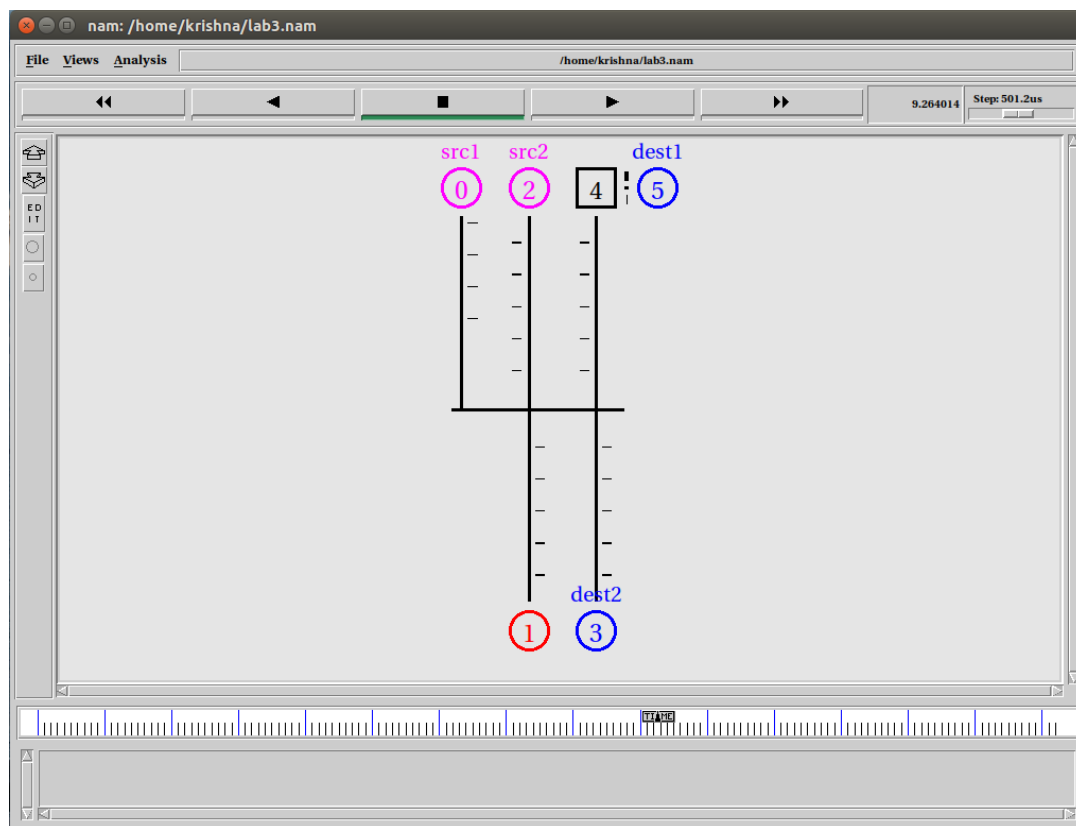 nam: /home/krishna/lab3.nam
File Views Analysis /home/krishna/lab3.nam
9.264014 Step: 501.2us
ED
IT
src1 src2 dest1
0 2 4 5
dest2
1 3
TIME